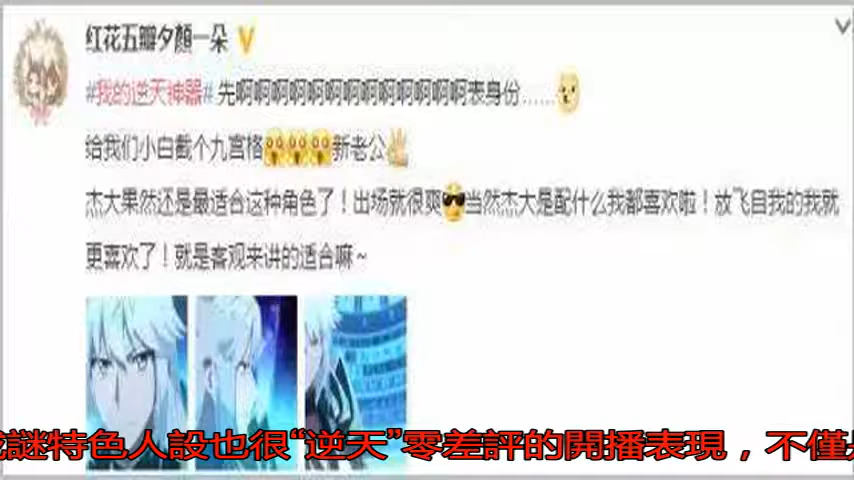 红花五瓣夕顏一朵
#我的逆天神器# 先啊啊啊啊啊啊啊啊啊啊啊啊表身份……
给我们小白截个九宫格 新老公
杰大果然还是最适合这种角色了！出场就很爽 当然杰大是配什么我都喜欢啦！放飞自我的我就
更喜欢了！就是客观来讲的适合嘛~
謎特色人設也很“逆天”零差評的開播表現，不僅